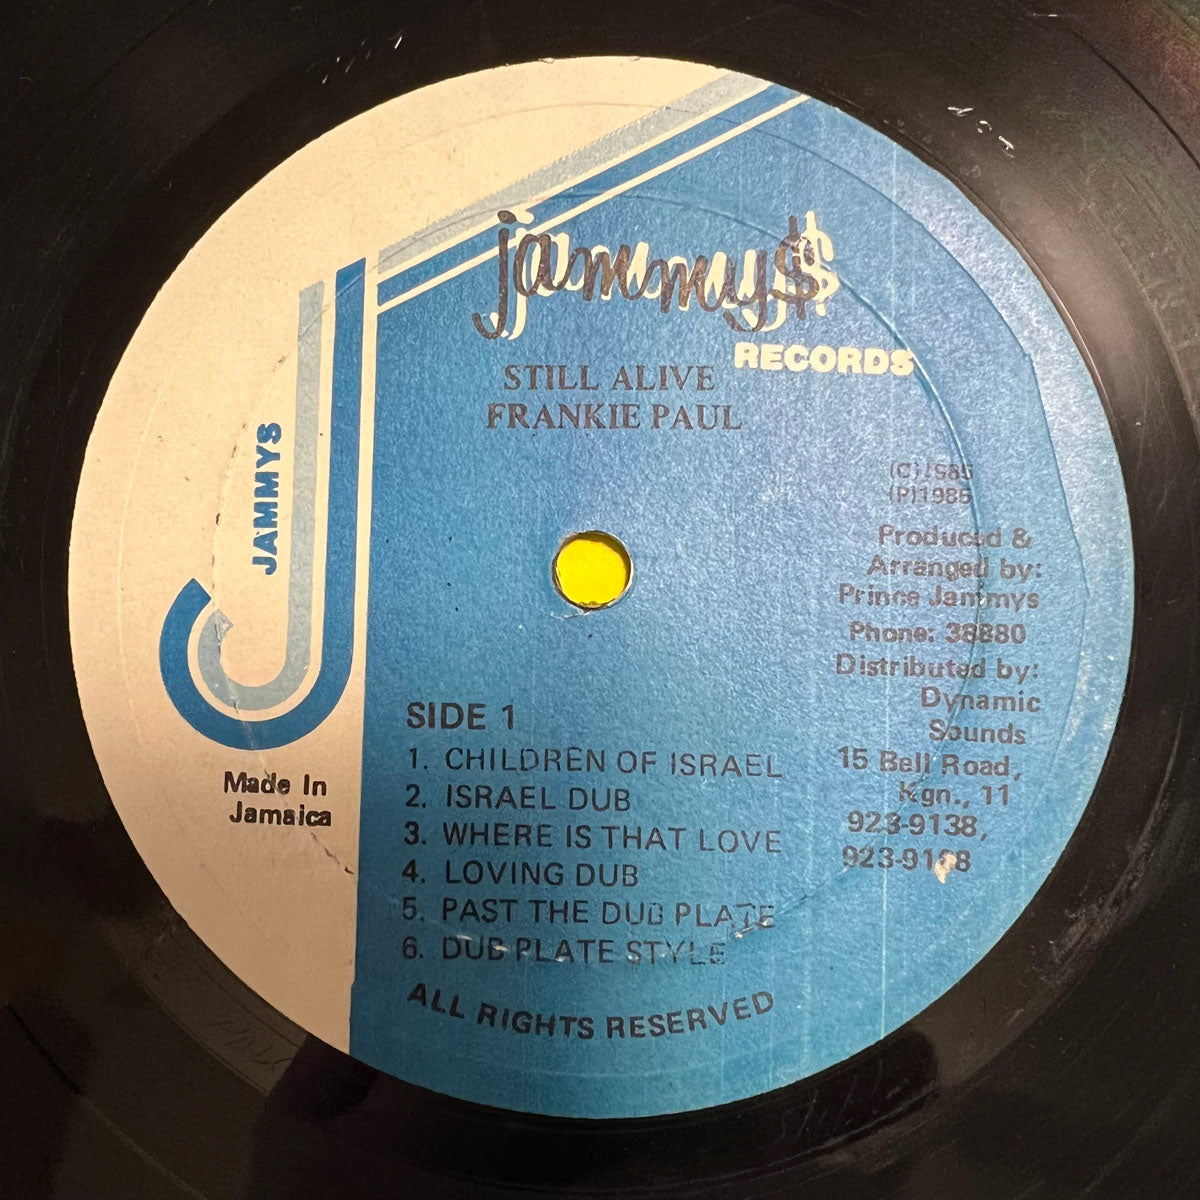 jammy$
RECORDS
STILL ALIVE
FRANKIE PAUL
JAMMYS
(C)1985
(P)1985
Produced &
Arranged by:
Prince Jammys
Phone: 38880
Distributed by:
Dynamic
Sounds
15 Bell Road,
Kgn., 11
923-9138,
SIDE 1
1. CHILDREN OF ISRAEL
2. ISRAEL DUB
3. WHERE IS THAT LOVE
4. LOVING DUB
5. PAST THE DUB PLATE
6. DUB PLATE STYLE
ALL RIGHTS RESERVED
Made In
Jamaica